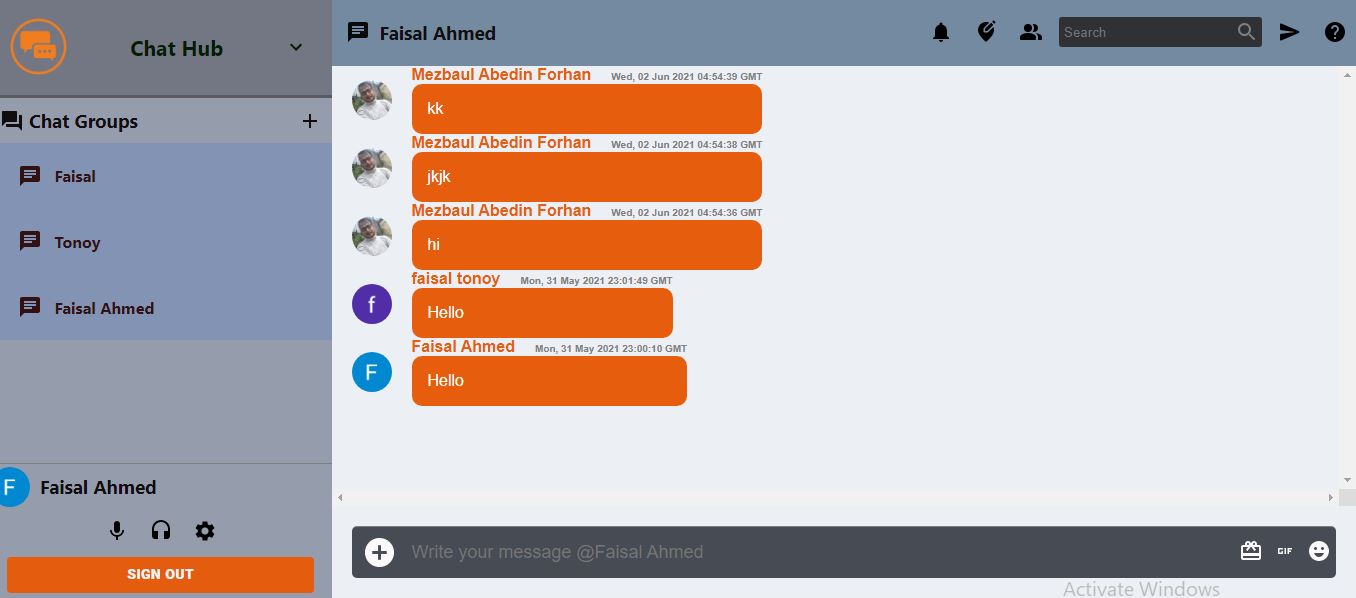 Chat Hub
Chat Groups
Faisal
Tonoy
Faisal Ahmed
F Faisal Ahmed
SIGN OUT
Faisal Ahmed
Search
Mezbaul Abedin Forhan Wed, 02 Jun 2021 04:54:39 GMT
kk
Mezbaul Abedin Forhan Wed, 02 Jun 2021 04:54:38 GMT
jkjk
Mezbaul Abedin Forhan Wed, 02 Jun 2021 04:54:36 GMT
hi
faisal tonoy Mon, 31 May 2021 23:01:49 GMT
f
Hello
Faisal Ahmed Mon, 31 May 2021 23:00:10 GMT
F
Hello
Write your message @Faisal Ahmed GIF
Activate Windows